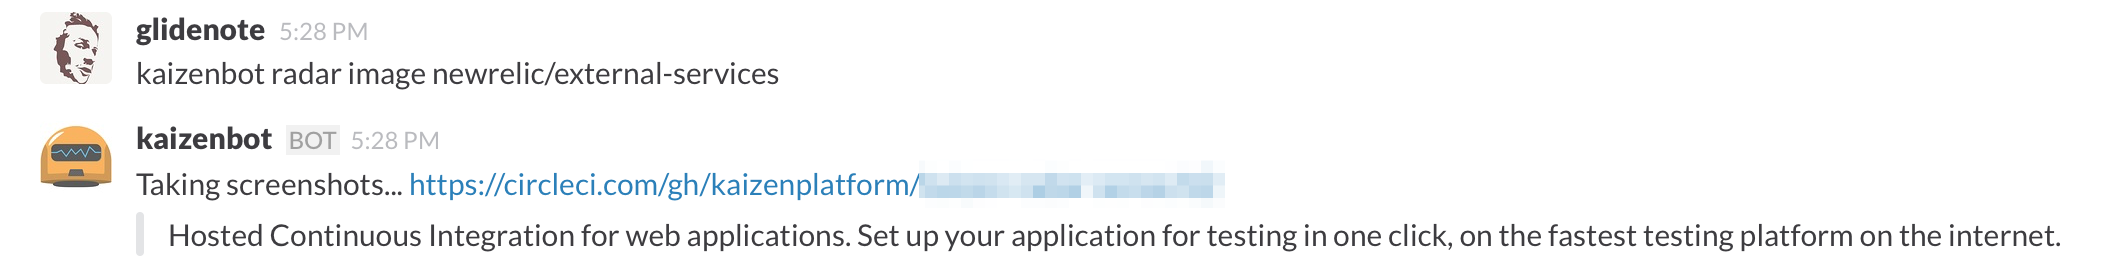 glidenote 5:28 PM
kaizenbot radar image newrelic/external-services
kaizenbot BOT 5:28 PM
Taking screenshots... https://circleci.com/gh/kaizenplatform/
Hosted Continuous Integration for web applications. Set up your application for testing in one click, on the fastest testing platform on the internet.